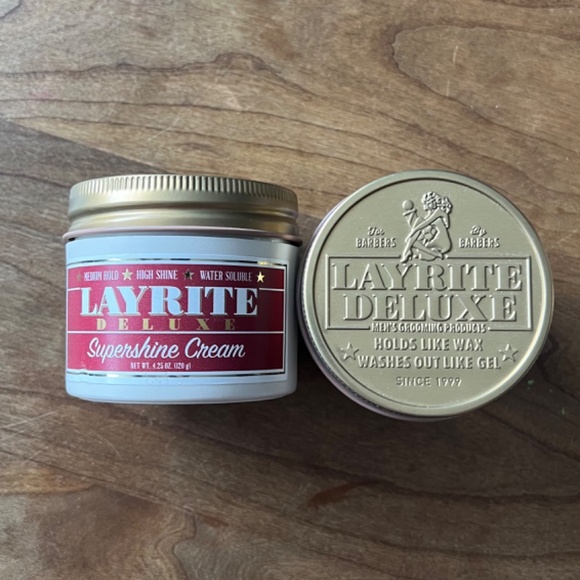 MEDIUM HOLD ★ HIGH SHINE ★ WATER SOLUBLE ★
LAYRITE
DELUXE
Supershine Cream
NET WT. 4.25 OZ. (120 g)
For BARBERS
By BARBERS
LAYRITE
DELUXE
MEN'S GROOMING PRODUCTS
HOLDS LIKE WAX
WASHES OUT LIKE GEL
SINCE 1999